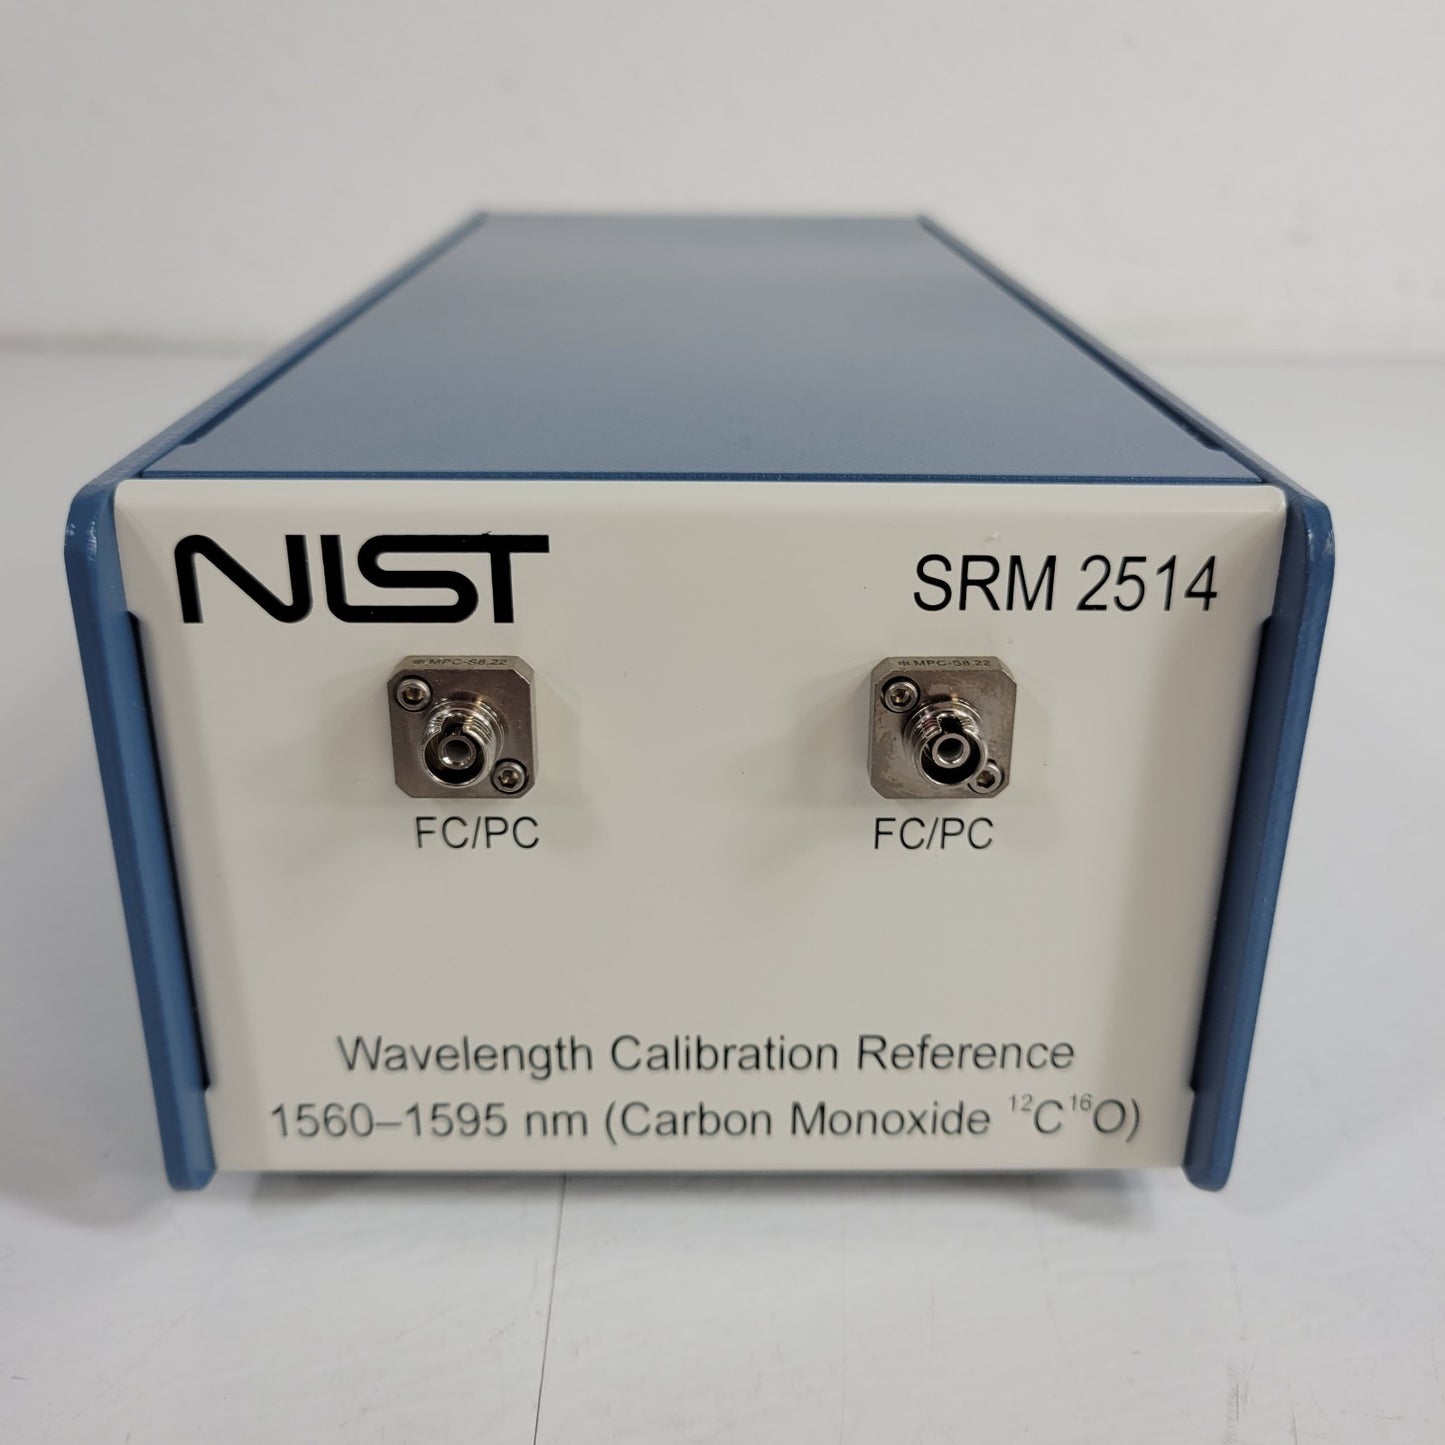 NIST SRM 2514
MPC-S8.22 MPC-S8.22
FC/PC FC/PC
Wavelength Calibration Reference
1560–1595 nm (Carbon Monoxide ¹²C¹⁶O)